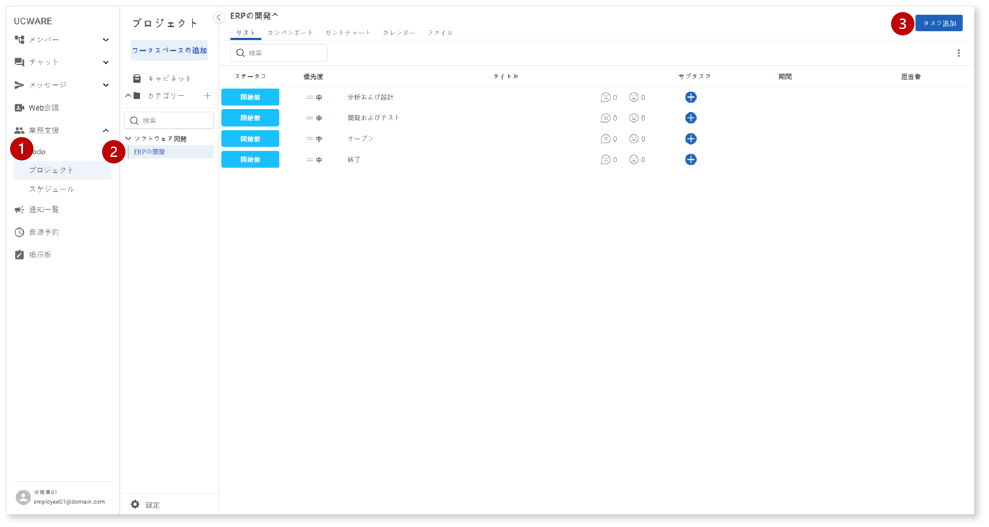 UCWARE
メンバー
チャット
メッセージ
Web会議
業務支援
1
odo
プロジェクト
スケジュール
通知一覧
資源予約
掲示板
役職員01
employee01@domain.com
プロジェクト
ワークスペースの追加
キャビネット
カテゴリー
検索
ソフトウェア開発
2
ERPの開発
設定
ERPの開発
リスト カンバンボード ガントチャート カレンダー ファイル
3
タスク追加
検索
ステータス 優先度 タイトル サブタスク 期間 担当者
開始前 中 分析および設計 0 0
開始前 中 開発およびテスト 0 0
開始前 中 オープン 0 0
開始前 中 終了 0 0